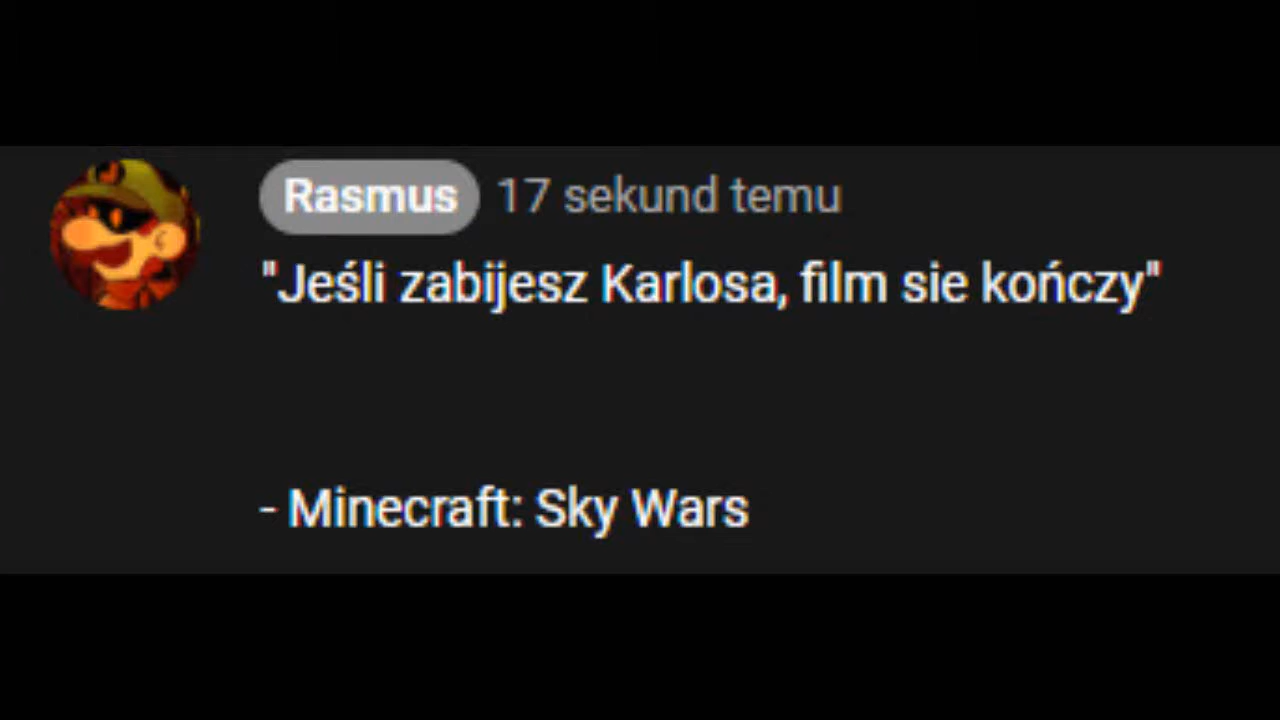 Rasmus 17 sekund temu
"Jeśli zabijesz Karlosa, film sie kończy"
- Minecraft: Sky Wars